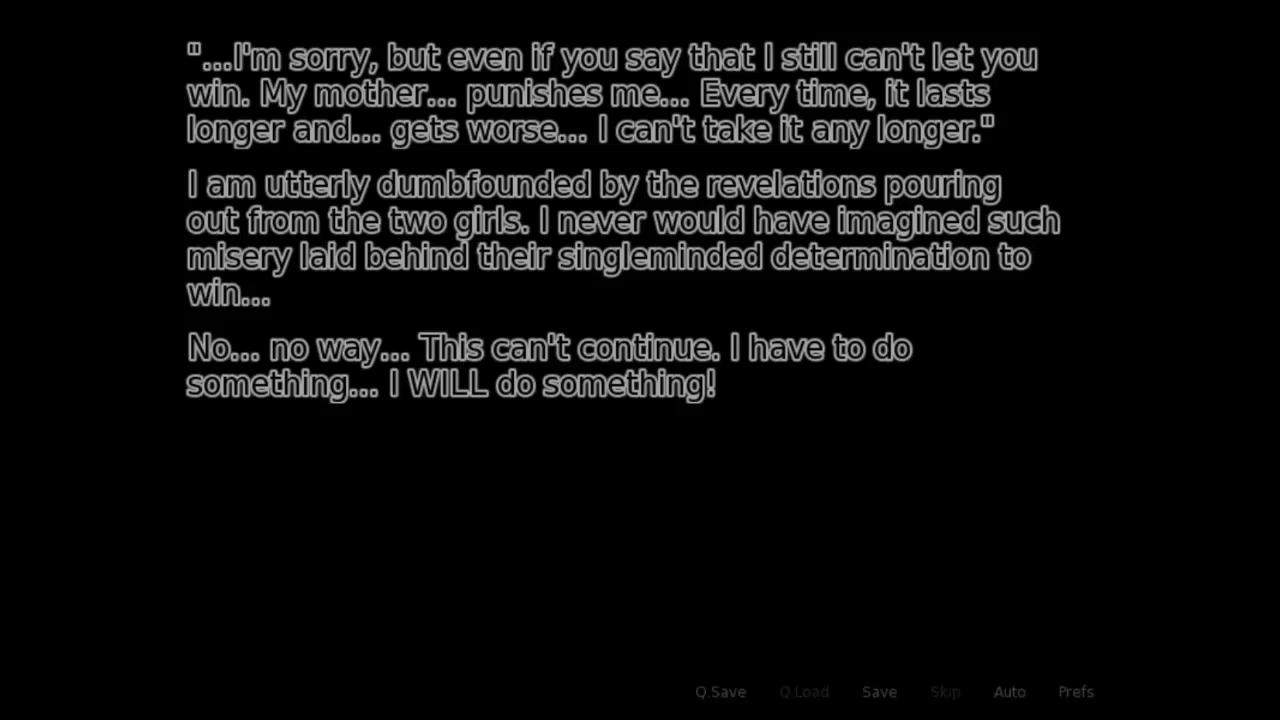 "...I'm sorry, but even if you say that I still can't let you
win. My mother... punishes me... Every time, it lasts
longer and... gets worse... I can't take it any longer."
I am utterly dumbfounded by the revelations pouring
out from the two girls. I never would have imagined such
misery laid behind their singleminded determination to
win...
No... no way... This can't continue. I have to do
something... I WILL do something!
Q.Save Q.Load Save Skip Auto Prefs